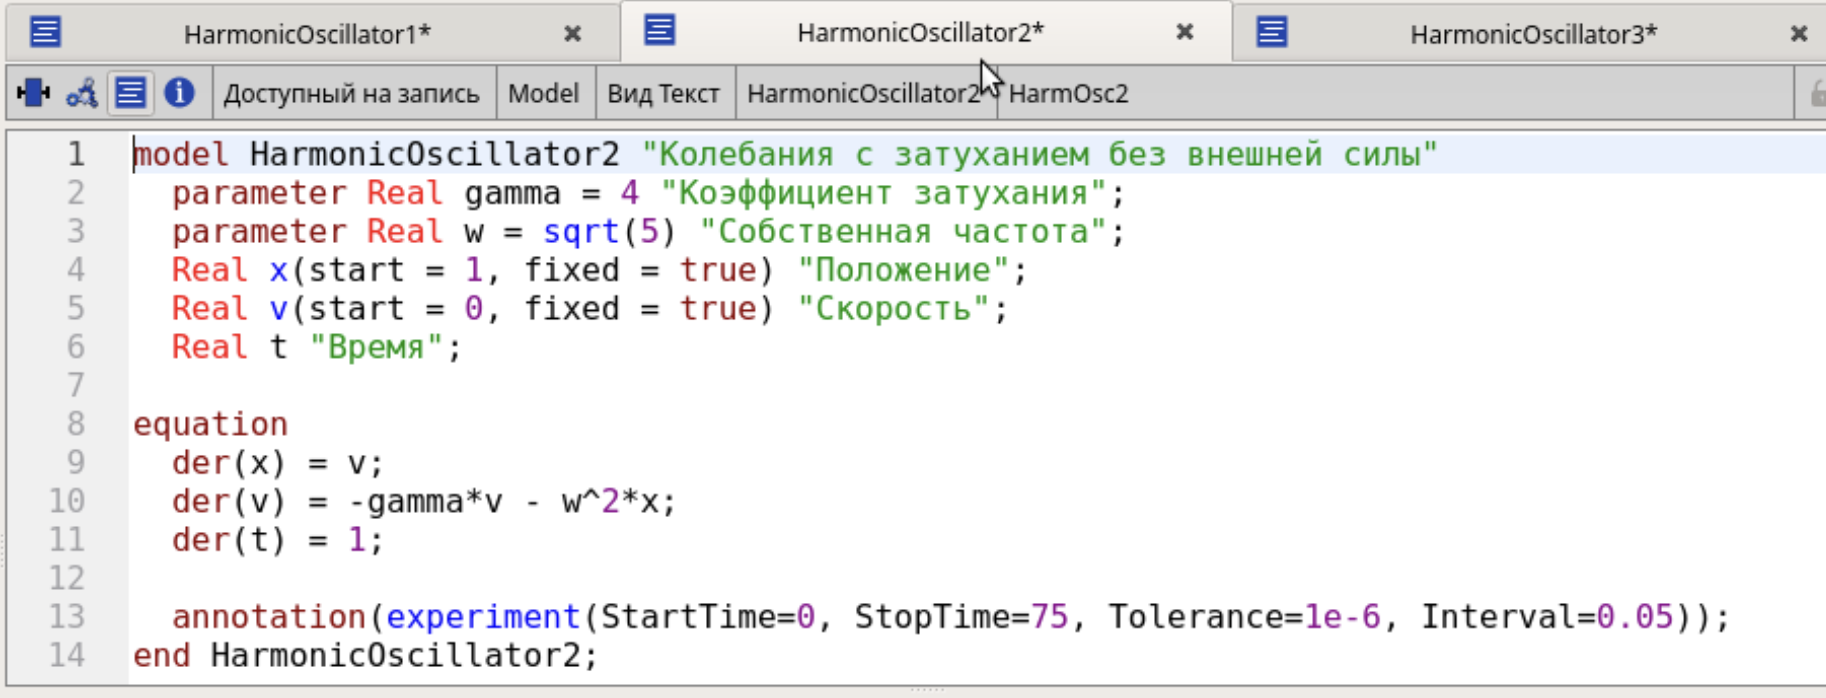 HarmonicOscillator1* HarmonicOscillator2* HarmonicOscillator3*
Доступный на запись Model Вид Текст HarmonicOscillator2 HarmOsc2
1 model HarmonicOscillator2 "Колебания с затуханием без внешней силы"
2   parameter Real gamma = 4 "Коэффициент затухания";
3   parameter Real w = sqrt(5) "Собственная частота";
4   Real x(start = 1, fixed = true) "Положение";
5   Real v(start = 0, fixed = true) "Скорость";
6   Real t "Время";
7
8 equation
9   der(x) = v;
10   der(v) = -gamma*v - w^2*x;
11   der(t) = 1;
12
13   annotation(experiment(StartTime=0, StopTime=75, Tolerance=1e-6, Interval=0.05));
14 end HarmonicOscillator2;